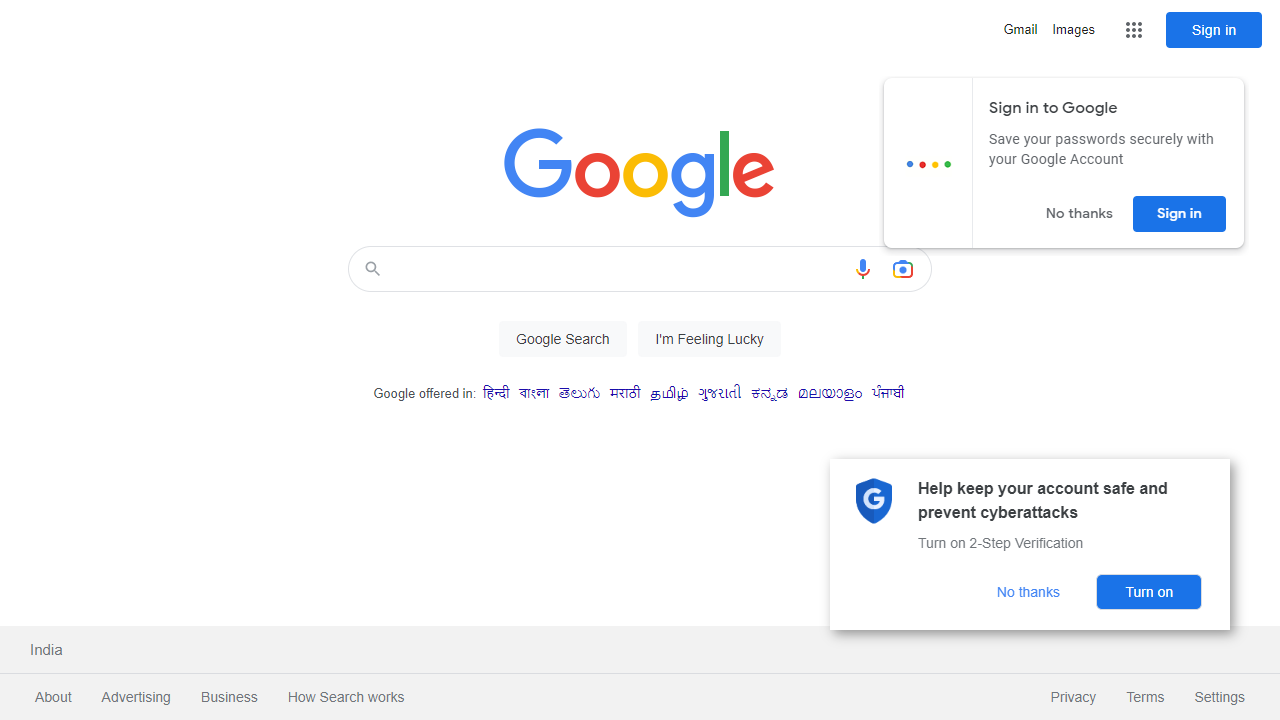 Gmail Images Sign in
Sign in to Google
Save your passwords securely with
your Google Account
No thanks Sign in
Google
Google Search I'm Feeling Lucky
Google offered in: हिन्दी বাংলা తెలుగు मराठी தமிழ் ગુજરાતી ಕನ್ನಡ മലയാളം ਪੰਜਾਬੀ
G
Help keep your account safe and
prevent cyberattacks
Turn on 2-Step Verification
No thanks Turn on
India
About Advertising Business How Search works Privacy Terms Settings